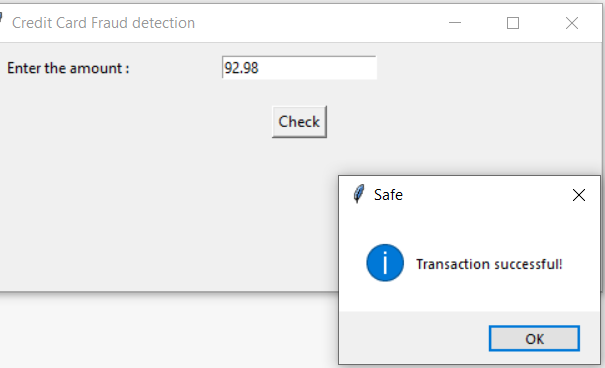 Credit Card Fraud detection
Enter the amount : 92.98
Check
Safe
Transaction successful!
OK